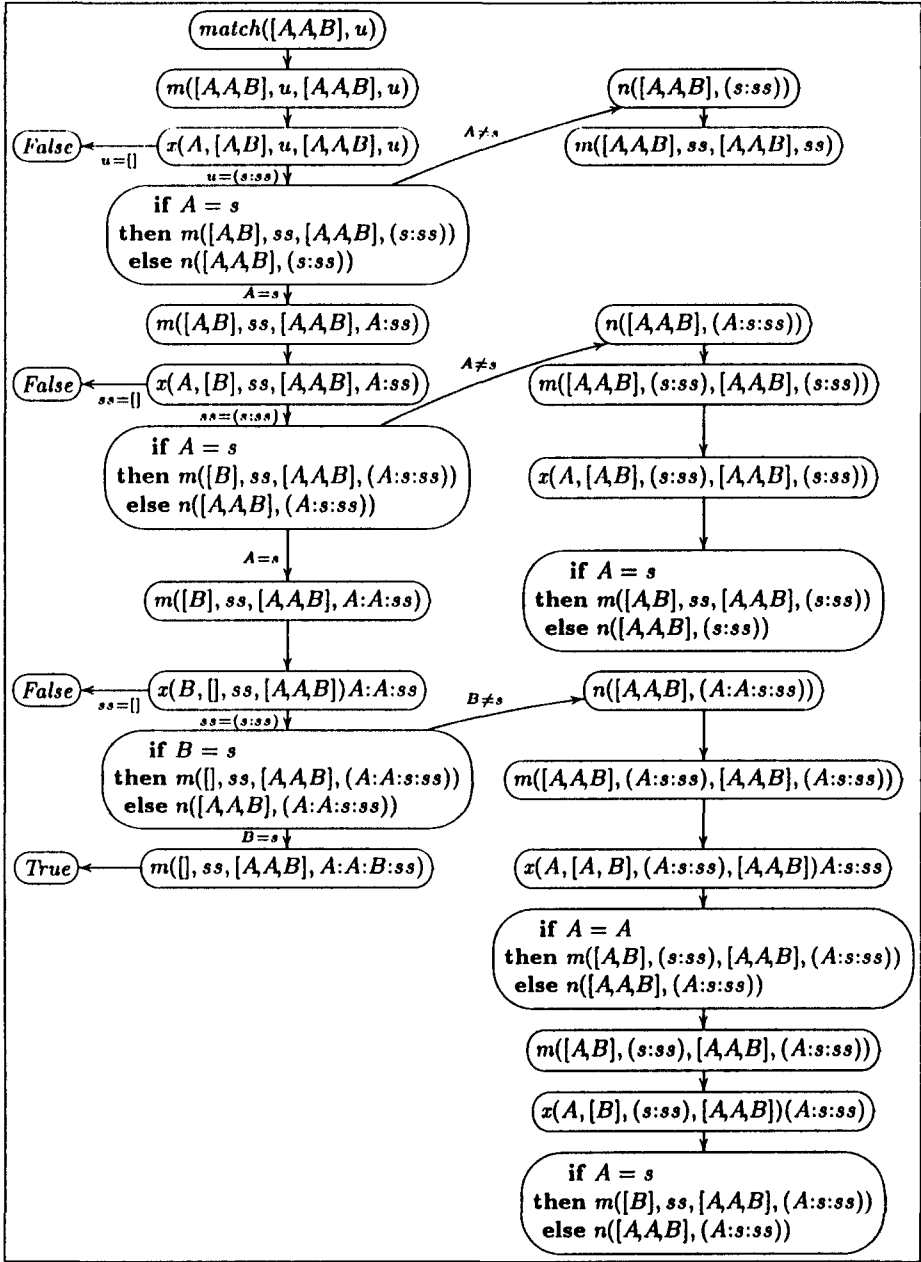 match([A,A,B], u)
m([A,A,B], u, [A,A,B], u)
n([A,A,B], (s:ss))
False
u=[]
x(A, [A,B], u, [A,A,B], u)
A≠s
m([A,A,B], ss, [A,A,B], ss)
u=(s:ss)
if A = s
then m([A,B], ss, [A,A,B], (s:ss))
else n([A,A,B], (s:ss))
A=s
m([A,B], ss, [A,A,B], A:ss)
n([A,A,B], (A:s:ss))
False
ss=[]
x(A, [B], ss, [A,A,B], A:ss)
A≠s
m([A,A,B], (s:ss), [A,A,B], (s:ss))
ss=(s:ss)
if A = s
then m([B], ss, [A,A,B], (A:s:ss))
else n([A,A,B], (A:s:ss))
x(A, [A,B], (s:ss), [A,A,B], (s:ss))
A=s
m([B], ss, [A,A,B], A:A:ss)
if A = s
then m([A,B], ss, [A,A,B], (s:ss))
else n([A,A,B], (s:ss))
False
ss=[]
x(B, [], ss, [A,A,B])A:A:ss
B≠s
n([A,A,B], (A:A:s:ss))
ss=(s:ss)
if B = s
then m([], ss, [A,A,B], (A:A:s:ss))
else n([A,A,B], (A:A:s:ss))
m([A,A,B], (A:s:ss), [A,A,B], (A:s:ss))
B=s
True
m([], ss, [A,A,B], A:A:B:ss)
x(A, [A, B], (A:s:ss), [A,A,B])A:s:ss
if A = A
then m([A,B], (s:ss), [A,A,B], (A:s:ss))
else n([A,A,B], (A:s:ss))
m([A,B], (s:ss), [A,A,B], (A:s:ss))
x(A, [B], (s:ss), [A,A,B])(A:s:ss)
if A = s
then m([B], ss, [A,A,B], (A:s:ss))
else n([A,A,B], (A:s:ss))